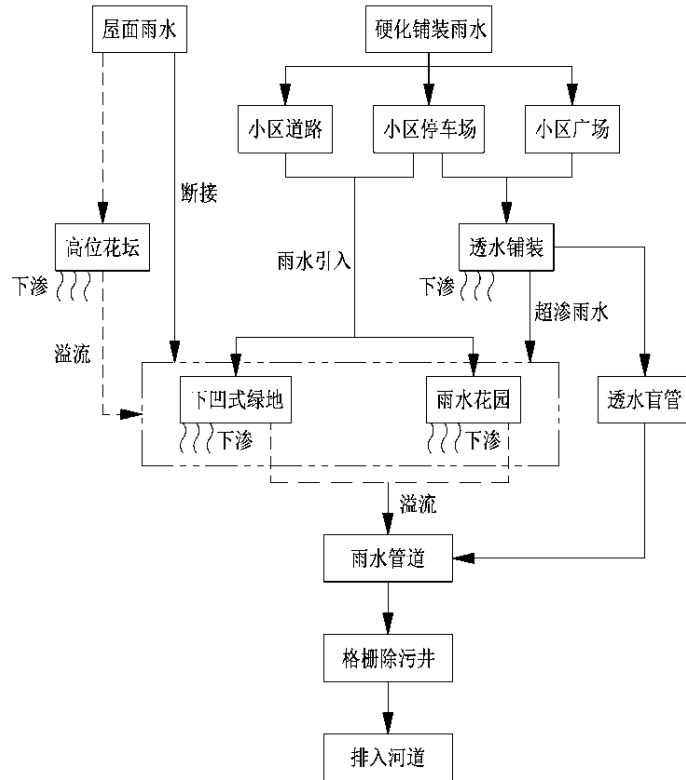 屋面雨水
硬化铺装雨水
小区道路
小区停车场
小区广场
断接
高位花坛
雨水引入
透水铺装
下渗
下渗
超渗雨水
溢流
下凹式绿地
雨水花园
透水盲管
下渗
下渗
溢流
雨水管道
格栅除污井
排入河道